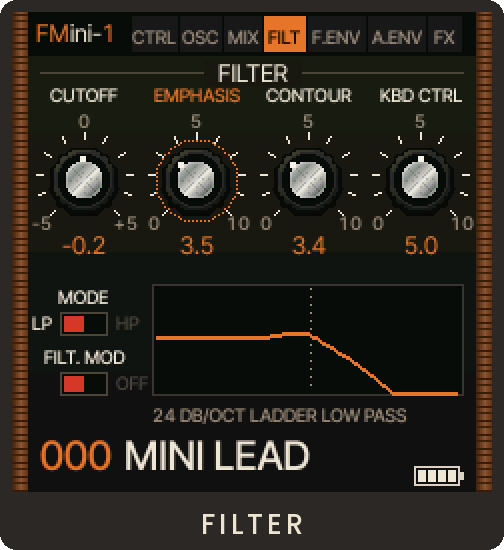 FMini-1 CTRL OSC MIX FILT F.ENV A.ENV FX
FILTER
CUTOFF EMPHASIS CONTOUR KBD CTRL
0 5 5 5
-5 +5 0 10 0 10 0 10
-0.2 3.5 3.4 5.0
MODE
LP HP
FILT. MOD
OFF
24 DB/OCT LADDER LOW PASS
000 MINI LEAD
FILTER